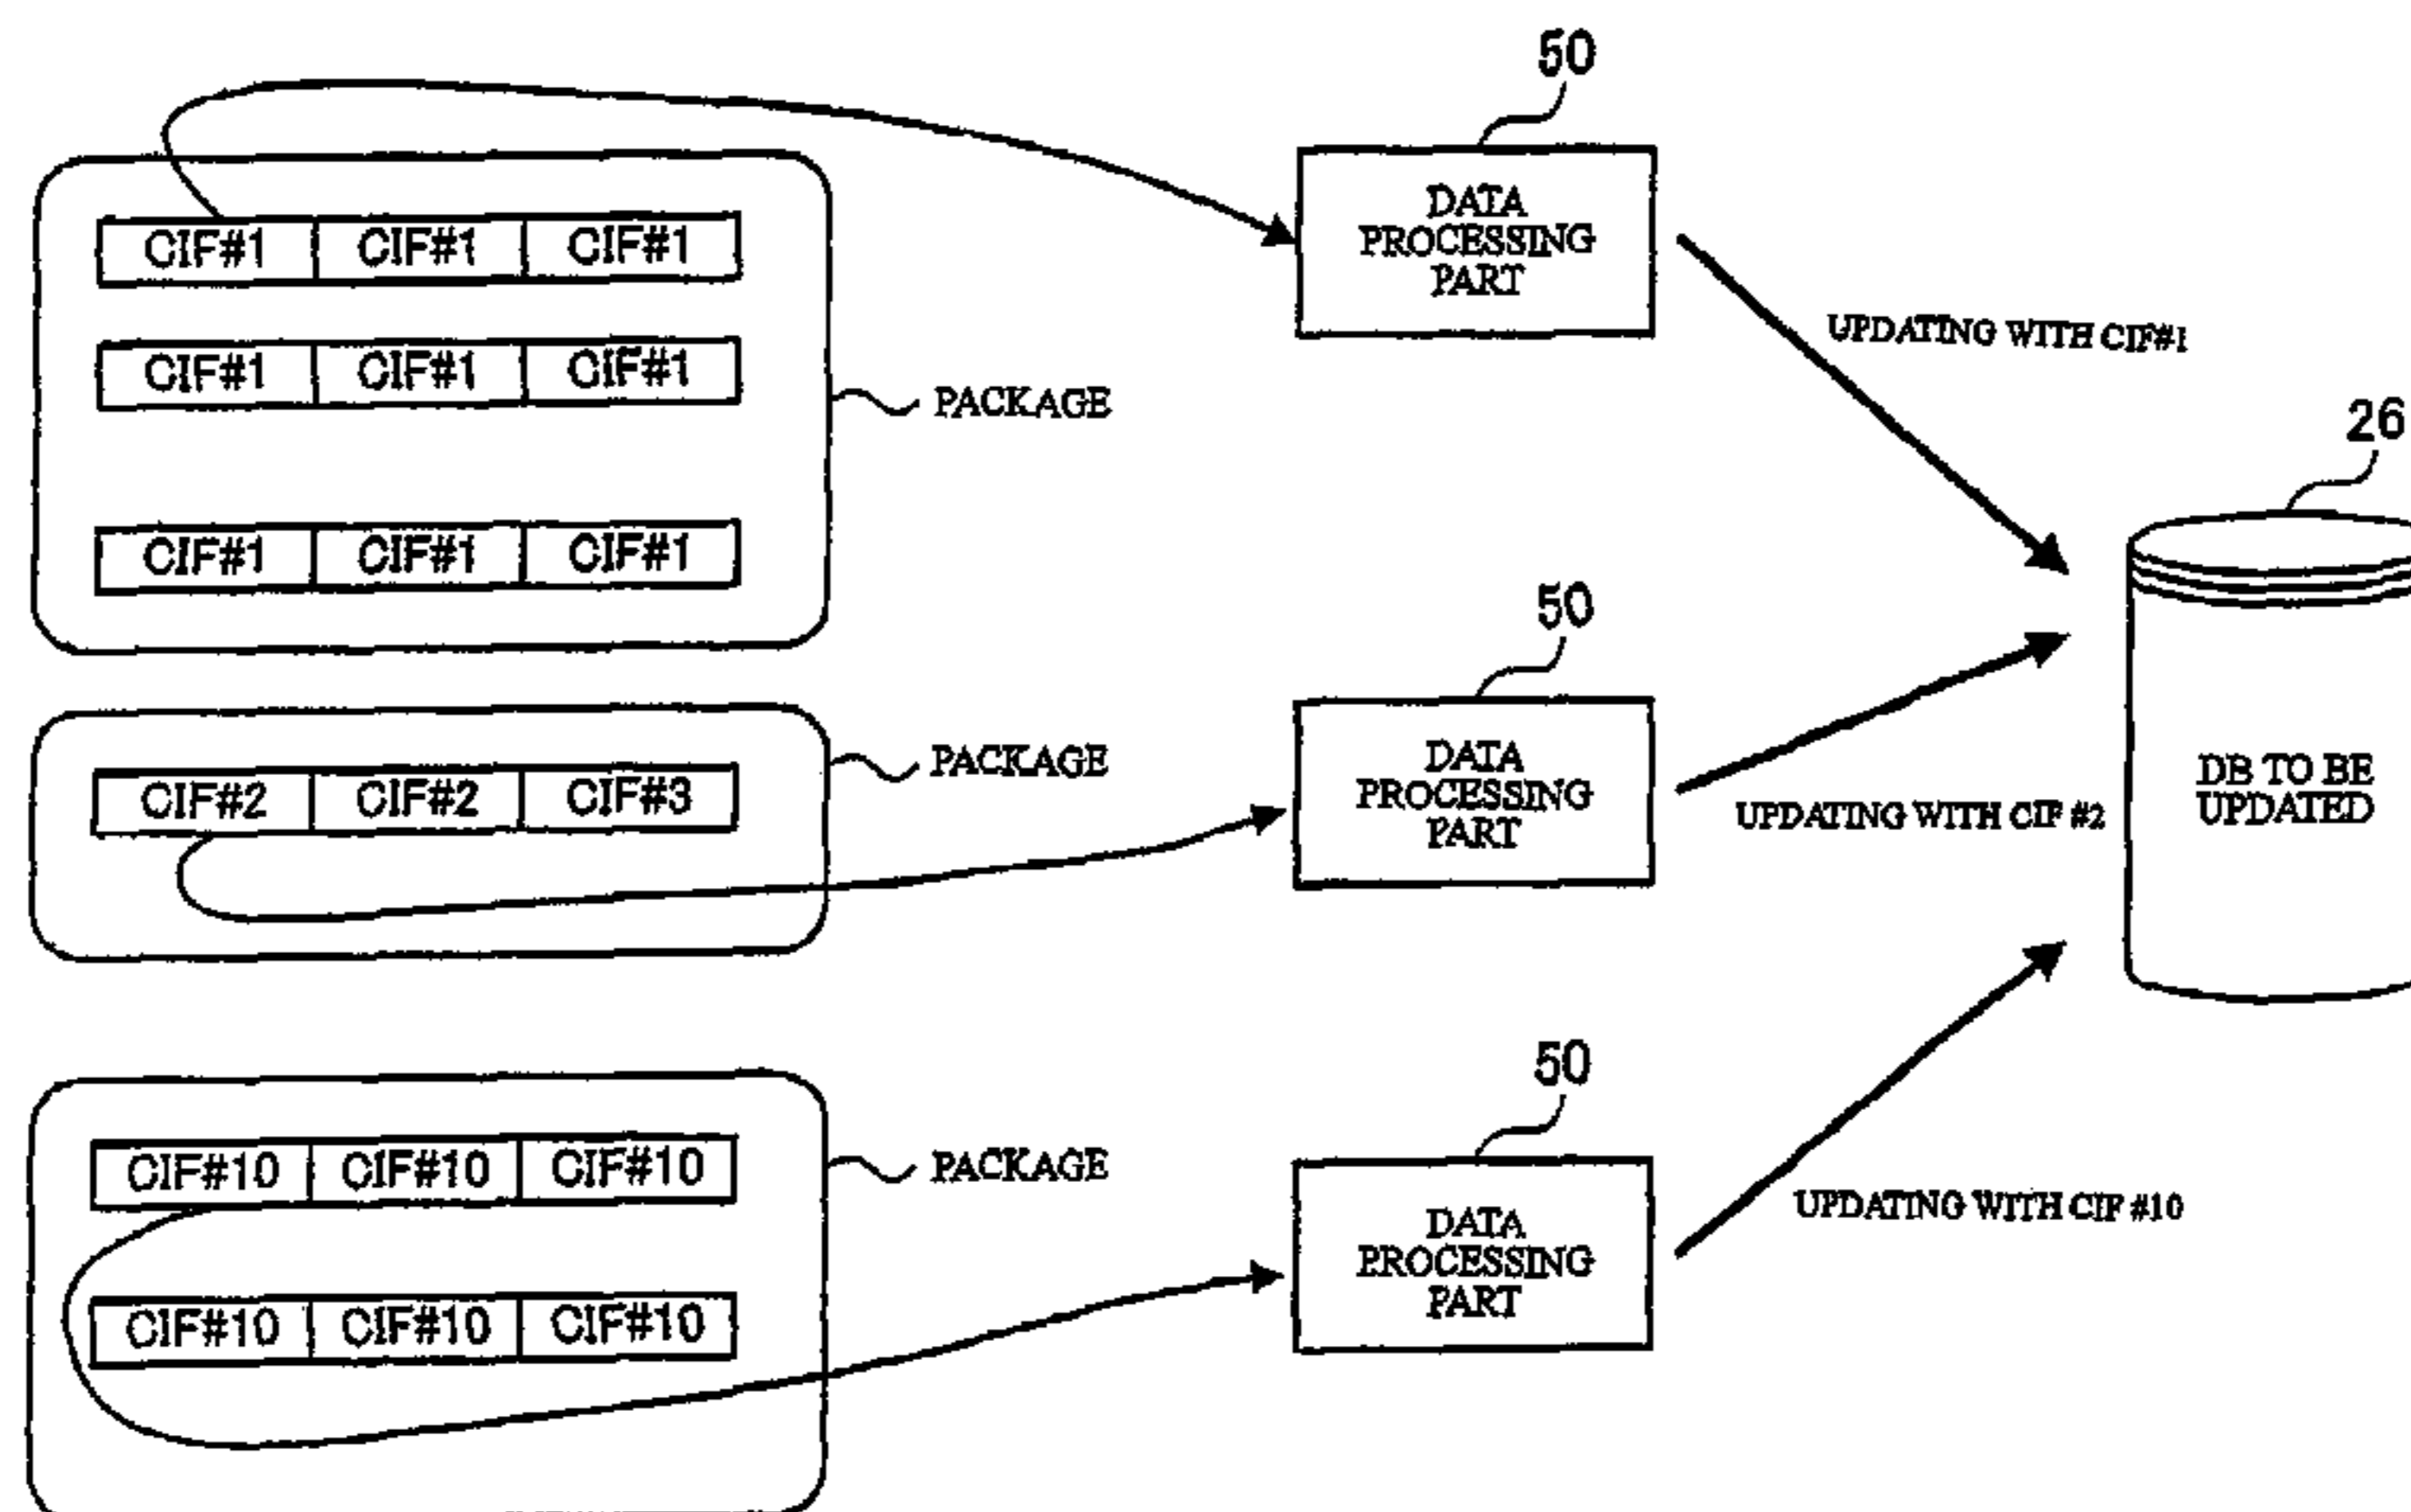 50
DATA
PROCESSING
PART
CIF#1 CIF#1 CIF#1
CIF#1 CIF#1 CIF#1
PACKAGE
CIF#1 CIF#1 CIF#1
UPDATING WITH CIF#1
26
50
DATA
PROCESSING
PART
PACKAGE
CIF#2 CIF#2 CIF#3
UPDATING WITH CIF #2
DB TO BE
UPDATED
50
DATA
PROCESSING
PART
CIF#10 CIF#10 CIF#10
PACKAGE
UPDATING WITH CIF #10
CIF#10 CIF#10 CIF#10